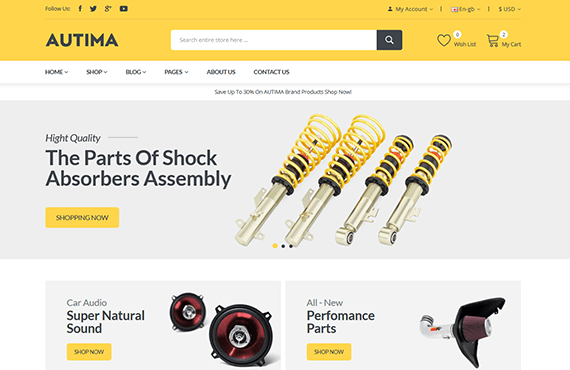 Follow Us:
My Account
En-gb
$ USD
AUTIMA
Search entire store here ...
0
Wish List
2
My Cart
HOME
SHOP
BLOG
PAGES
ABOUT US
CONTACT US
Save Up To 30% On AUTIMA Brand Products Shop Now!
Hight Quality
The Parts Of Shock
Absorbers Assembly
SHOPPING NOW
Car Audio
Super Natural
Sound
SHOP NOW
All - New
Perfomance
Parts
SHOP NOW